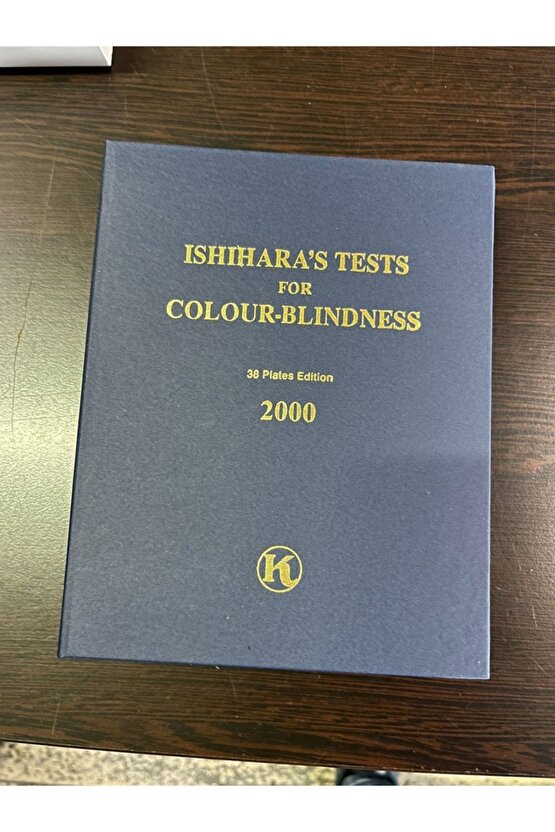 ISHIHARA'S TESTS
FOR
COLOUR-BLINDNESS
38 Plates Edition
2000
K